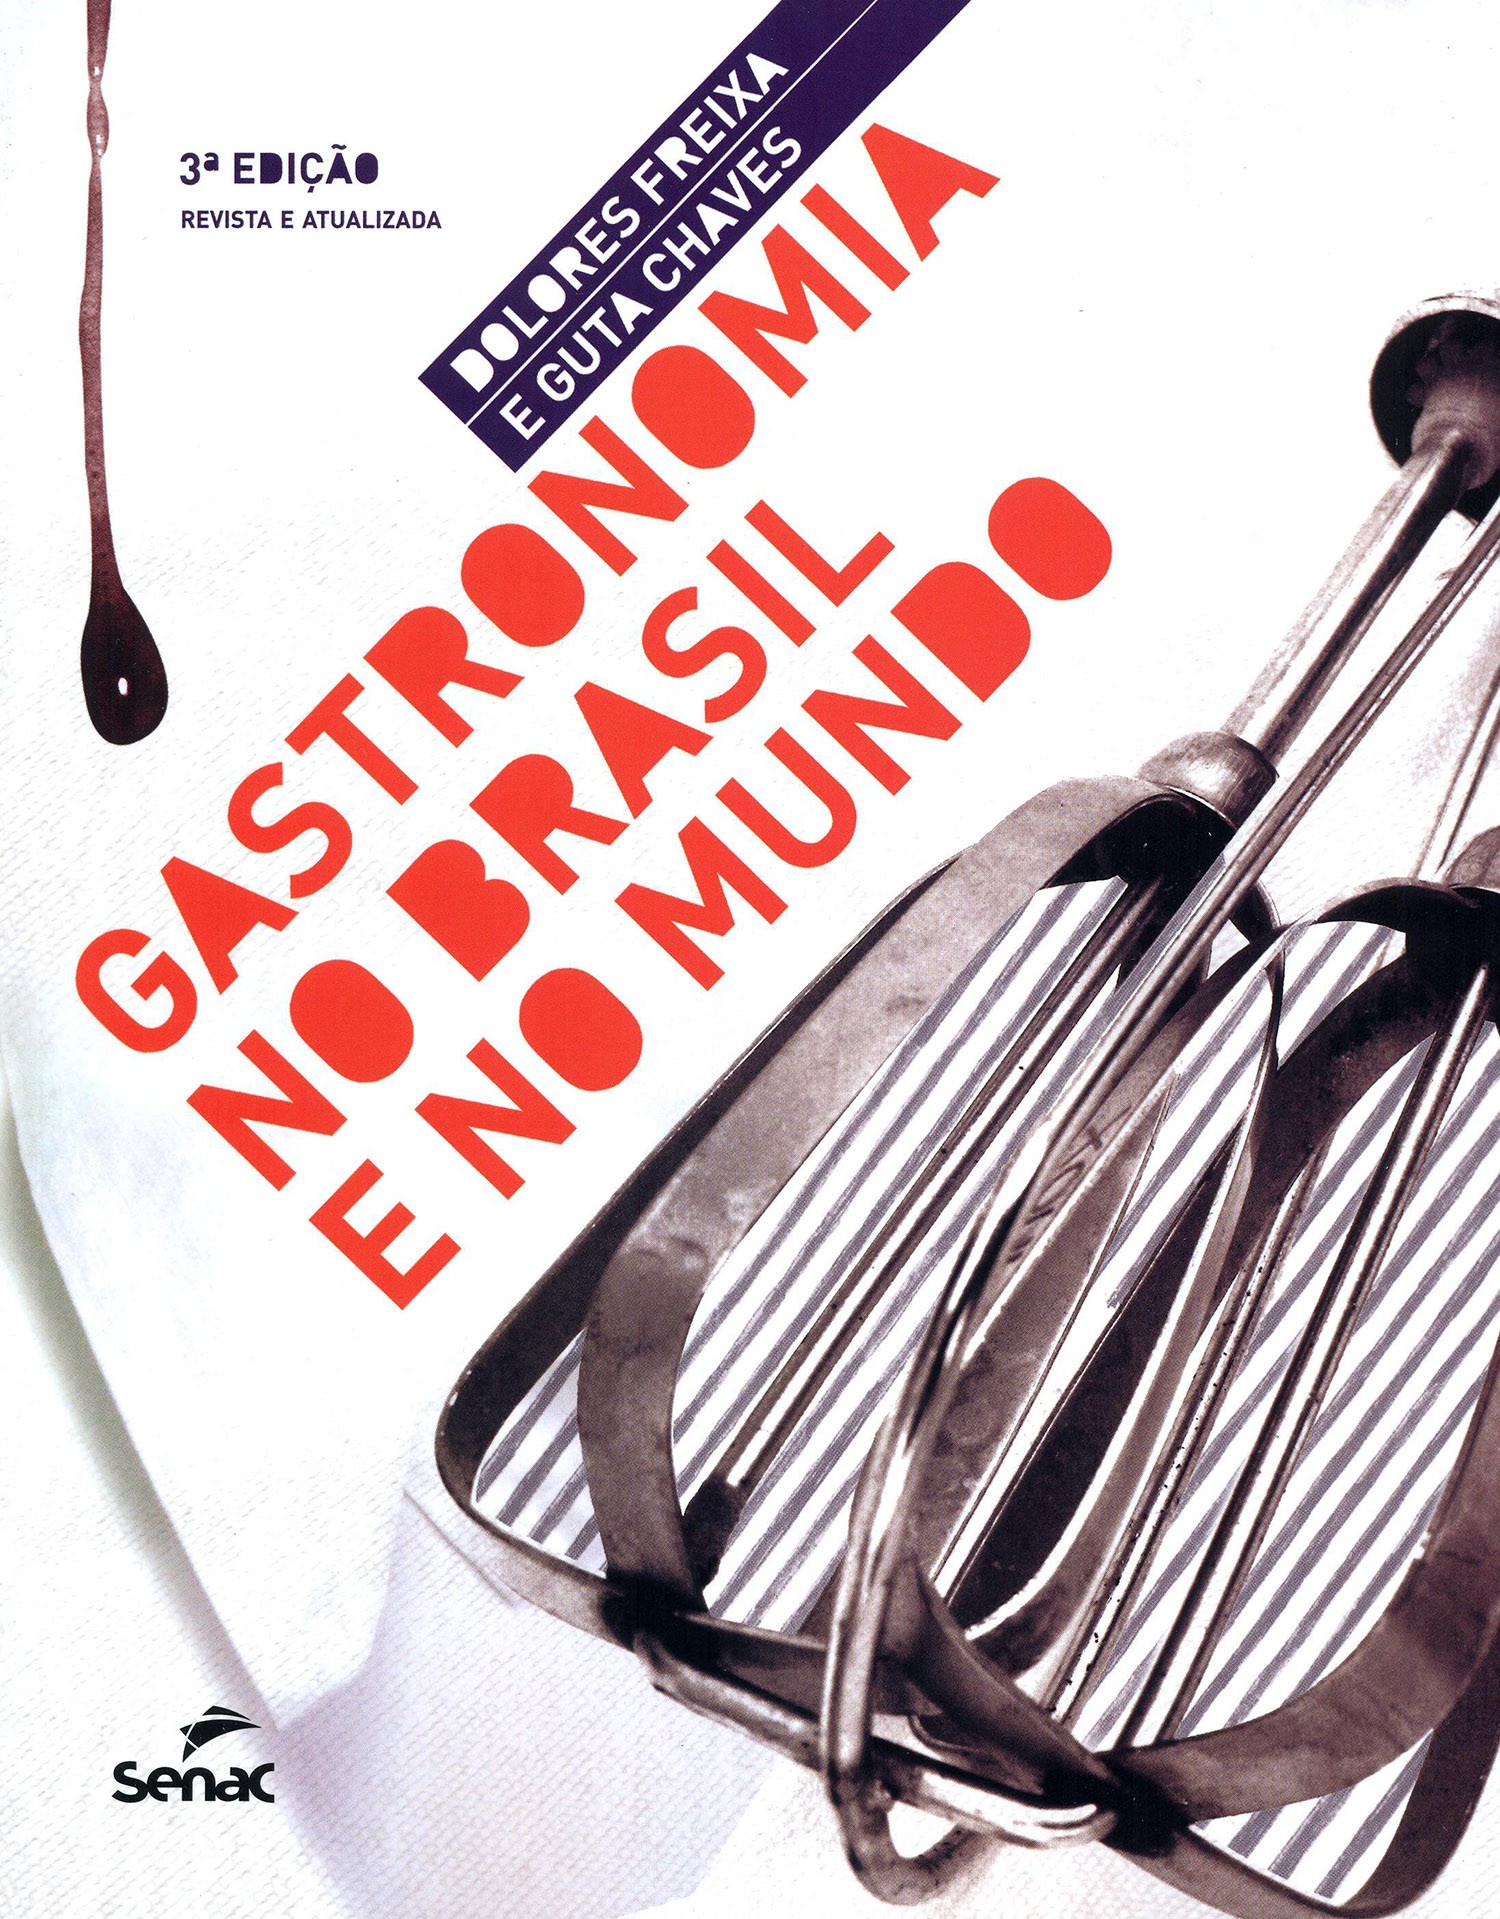 3ª EDIÇÃO
REVISTA E ATUALIZADA
DOLORES FREIXA
E GUTA CHAVES
GASTRONOMIA
NO BRASIL
E NO MUNDO
senac